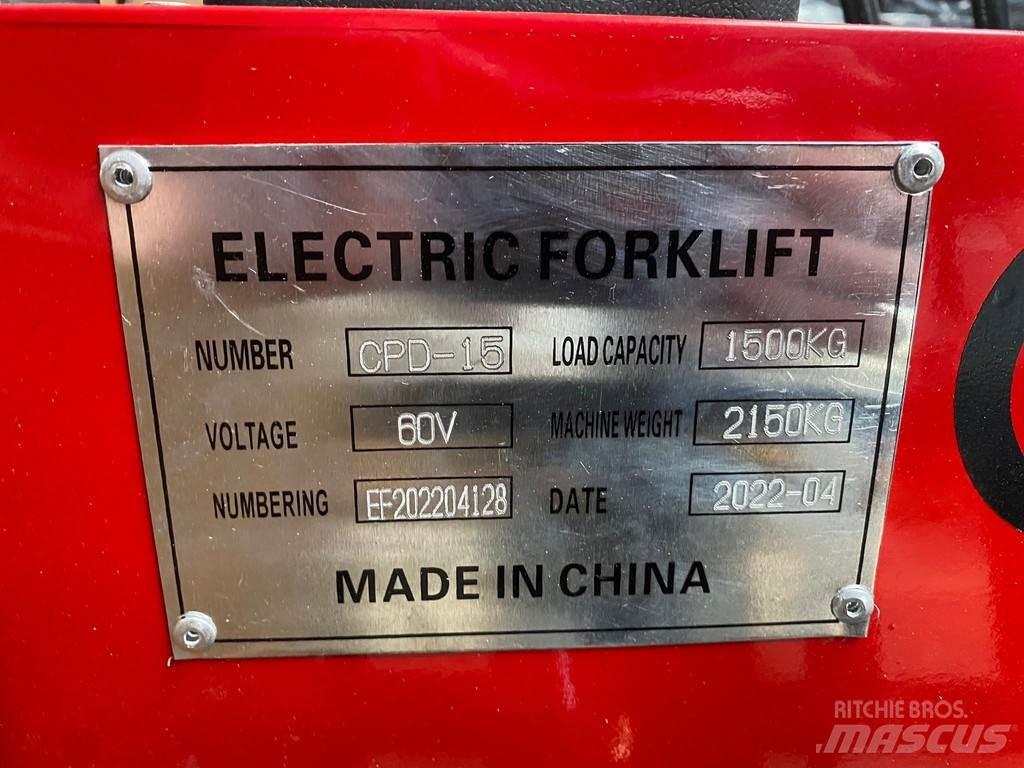 ELECTRIC FORKLIFT
NUMBER CPD-15 LOAD CAPACITY 1500KG
VOLTAGE 60V MACHINE WEIGHT 2150KG
NUMBERING EF202204128 DATE 2022-04
MADE IN CHINA
RITCHIE BROS.
MASCUS